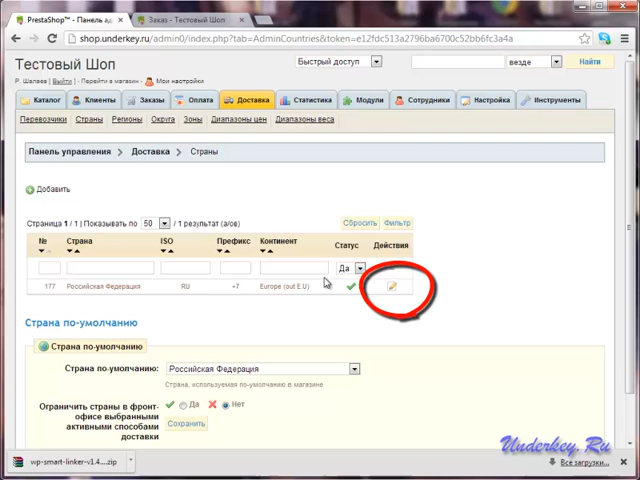 PrestaShop™ - Панель ад
Заказ - Тестовый Шоп
shop.underkey.ru/admin0/index.php?tab=AdminCountries&token=e12fdc513a2796ba6700c52bb6fc3a4a
Тестовый Шоп
Быстрый доступ
везде
Найти
Р. Шалаев [ Выйти ] - Перейти в магазин - Мои настройки
Каталог Клиенты Заказы Оплата Доставка Статистика Модули Сотрудники Настройка Инструменты
Перевозчики Страны Регионы Округа Зоны Диапазоны цен Диапазоны веса
Панель управления Доставка Страны
Добавить
Страница 1 / 1 | Показывать по 50 / 1 результат (а/ов) Сбросить Фильтр
№ Страна ISO Префикс Континент Статус Действия
Да
177 Российская Федерация RU +7 Europe (out E.U)
Страна по-умолчанию
Страна по-умолчанию
Страна по-умолчанию: Российская Федерация
Страна, используемая по-умолчанию в магазине
Ограничить страны в фронт-
офисе выбранными
активными способами
доставки
Да Нет
Сохранить
Underkey.Ru
wp-smart-linker-v1.4....zip
Все загрузки...